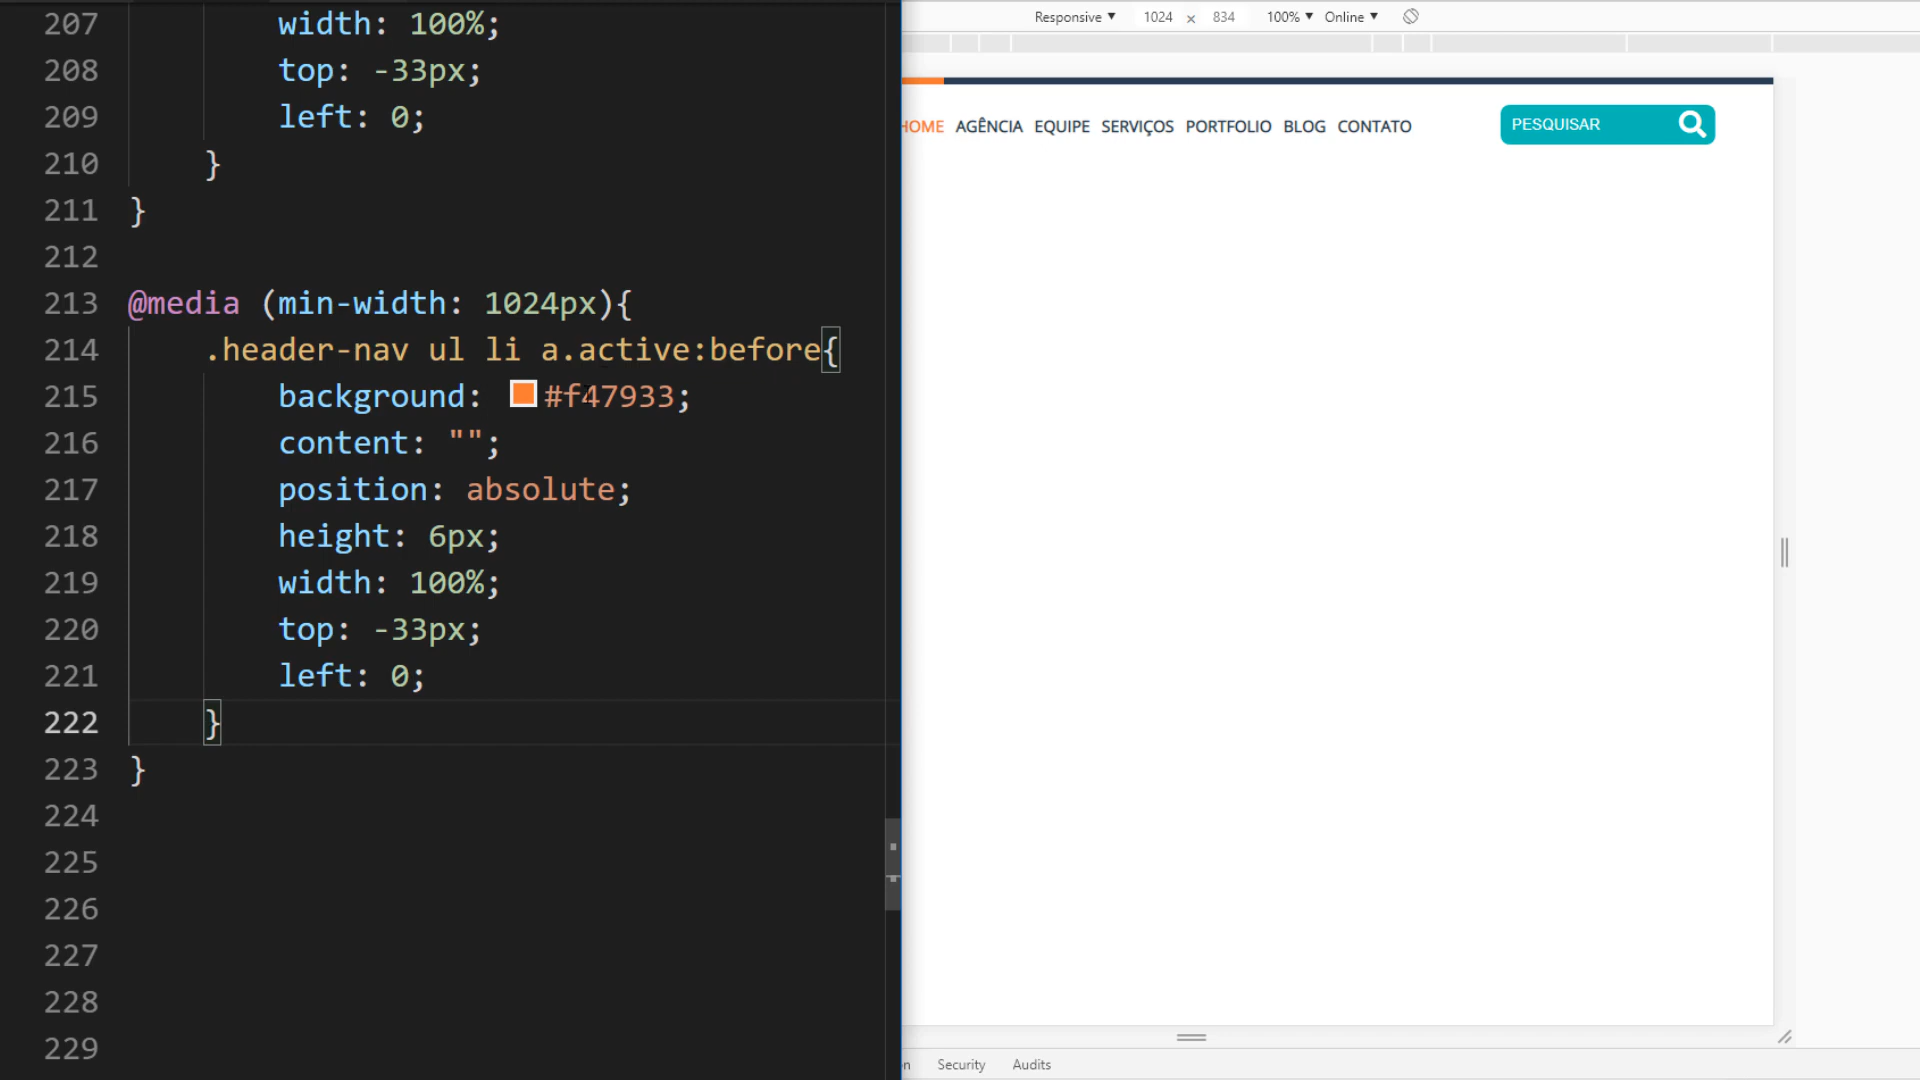 207 width: 100%;
208 top: -33px;
209 left: 0;
210 }
211 }
212
213 @media (min-width: 1024px){
214 .header-nav ul li a.active:before{
215 background: #f47933;
216 content: "";
217 position: absolute;
218 height: 6px;
219 width: 100%;
220 top: -33px;
221 left: 0;
222 }
223 }
224
225
226
227
228
229
Responsive ▼ 1024 x 834 100% ▼ Online ▼
HOME AGÊNCIA EQUIPE SERVIÇOS PORTFOLIO BLOG CONTATO PESQUISAR
n Security Audits